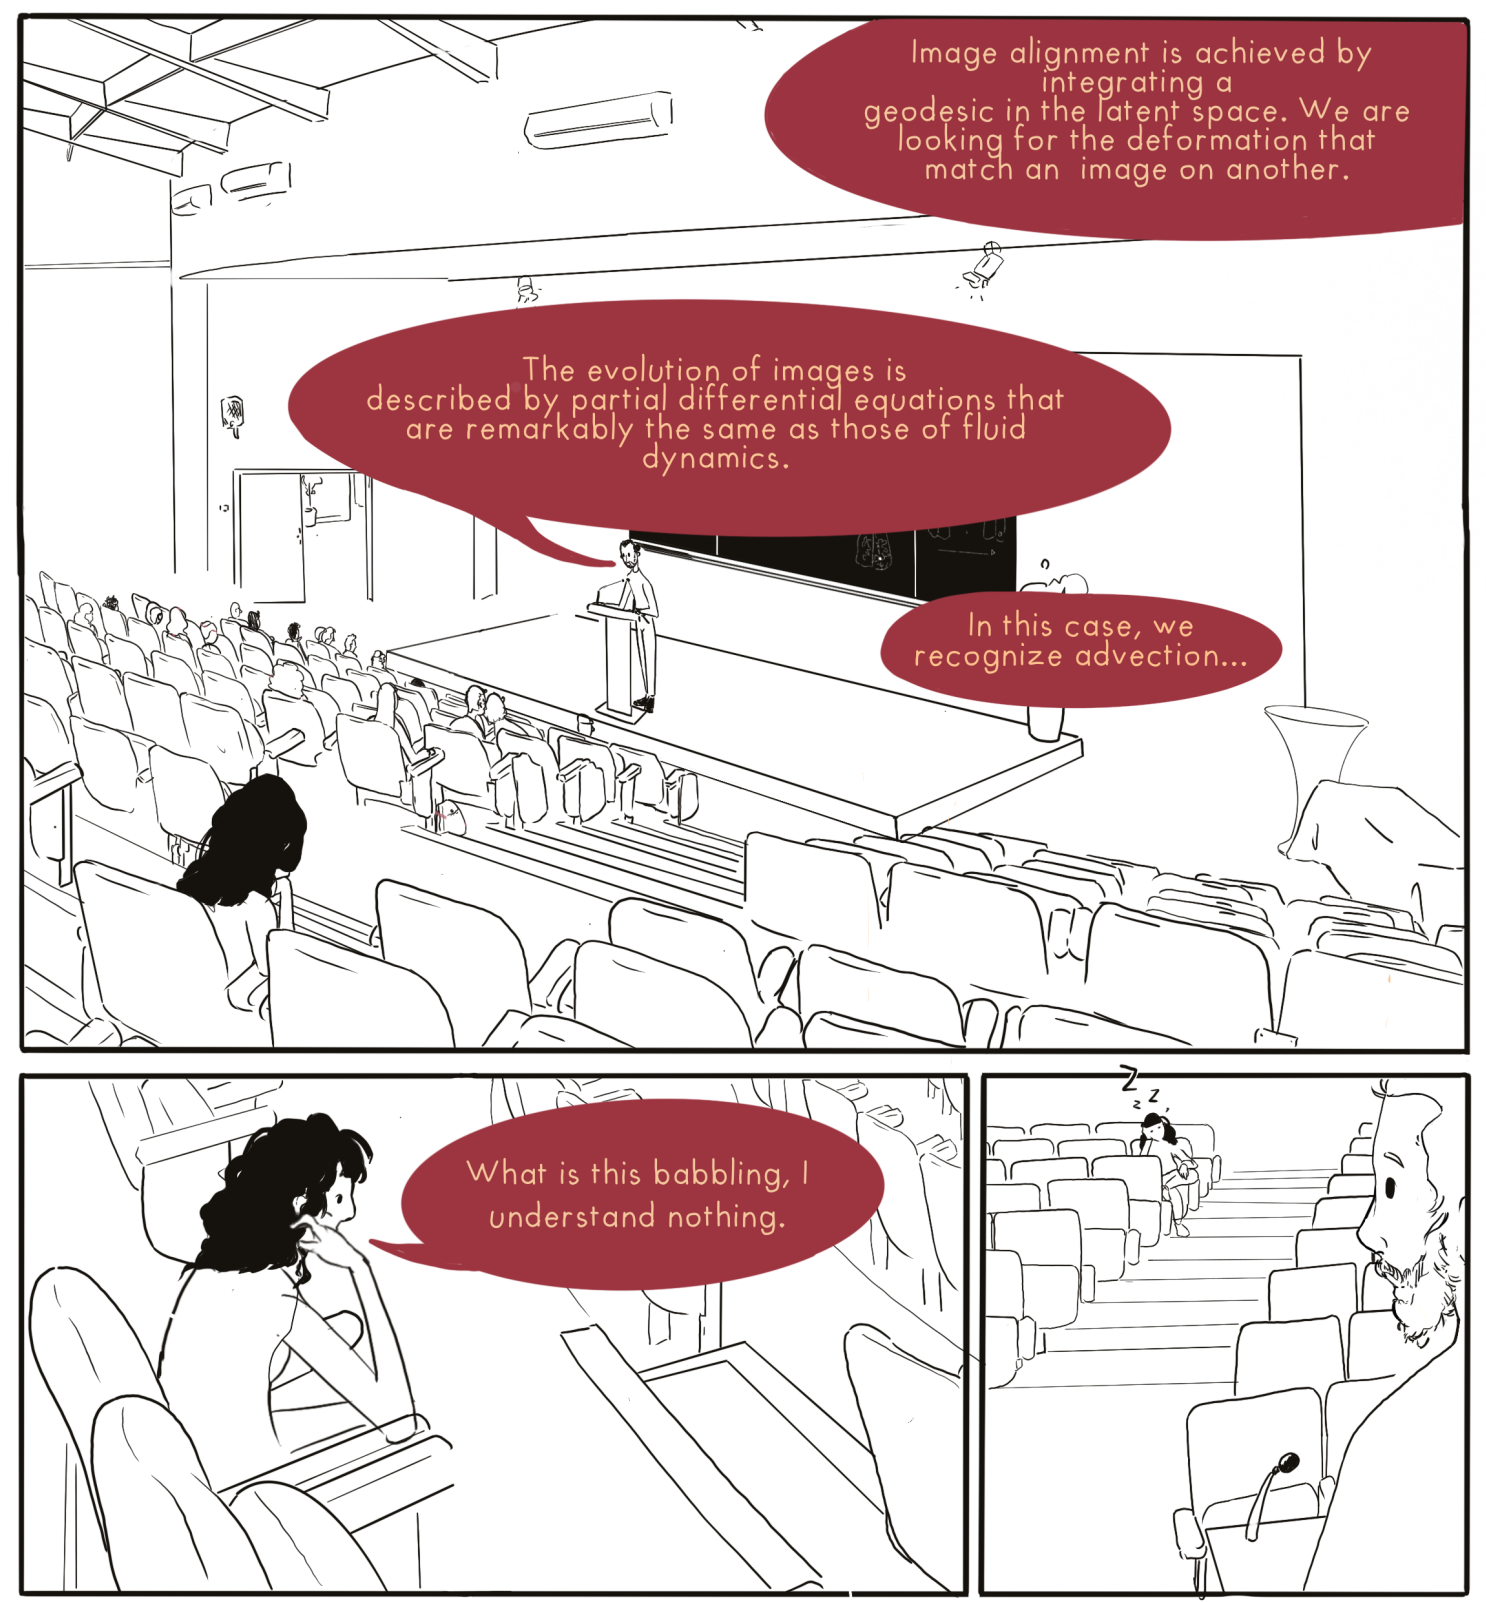 Image alignment is achieved by
integrating a
geodesic in the latent space. We are
looking for the deformation that
match an image on another.
The evolution of images is
described by partial differential equations that
are remarkably the same as those of fluid
dynamics.
In this case, we
recognize advection...
What is this babbling, I
understand nothing.
Z
z z